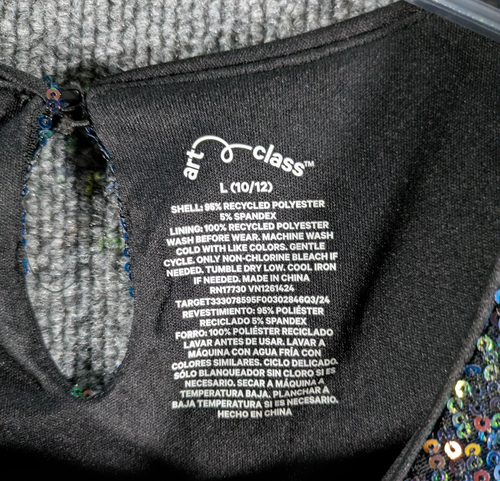 art class™
L (10/12)
SHELL: 95% RECYCLED POLYESTER
5% SPANDEX
LINING: 100% RECYCLED POLYESTER
WASH BEFORE WEAR. MACHINE WASH
COLD WITH LIKE COLORS. GENTLE
CYCLE. ONLY NON-CHLORINE BLEACH IF
NEEDED. TUMBLE DRY LOW. COOL IRON
IF NEEDED. MADE IN CHINA
RN17730 VN1261424
TARGET333078595F00302846Q3/24
REVESTIMIENTO: 95% POLIÉSTER
RECICLADO 5% SPANDEX
FORRO: 100% POLIÉSTER RECICLADO
LAVAR ANTES DE USAR. LAVAR A
MÁQUINA CON AGUA FRÍA CON
COLORES SIMILARES. CICLO DELICADO.
SÓLO BLANQUEADOR SIN CLORO SI ES
NECESARIO. SECAR A MÁQUINA A
TEMPERATURA BAJA, PLANCHAR A
BAJA TEMPERATURA SI ES NECESARIO.
HECHO EN CHINA